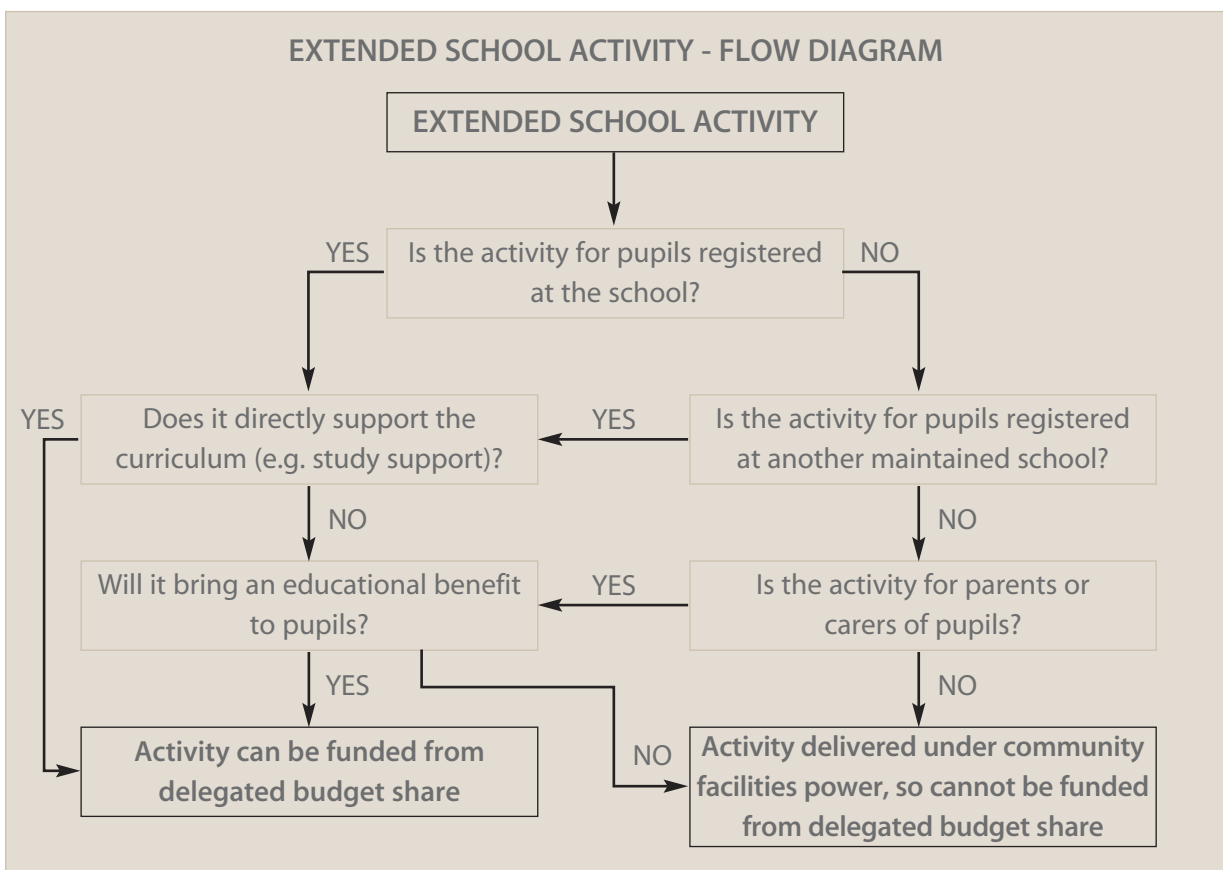 EXTENDED SCHOOL ACTIVITY - FLOW DIAGRAM
EXTENDED SCHOOL ACTIVITY
YES
Is the activity for pupils registered
at the school?
NO
YES
Does it directly support the
curriculum (e.g. study support)?
YES
Is the activity for pupils registered
at another maintained school?
NO
NO
Will it bring an educational benefit
to pupils?
YES
Is the activity for parents or
carers of pupils?
YES
NO
Activity can be funded from
delegated budget share
NO
Activity delivered under community
facilities power, so cannot be funded
from delegated budget share